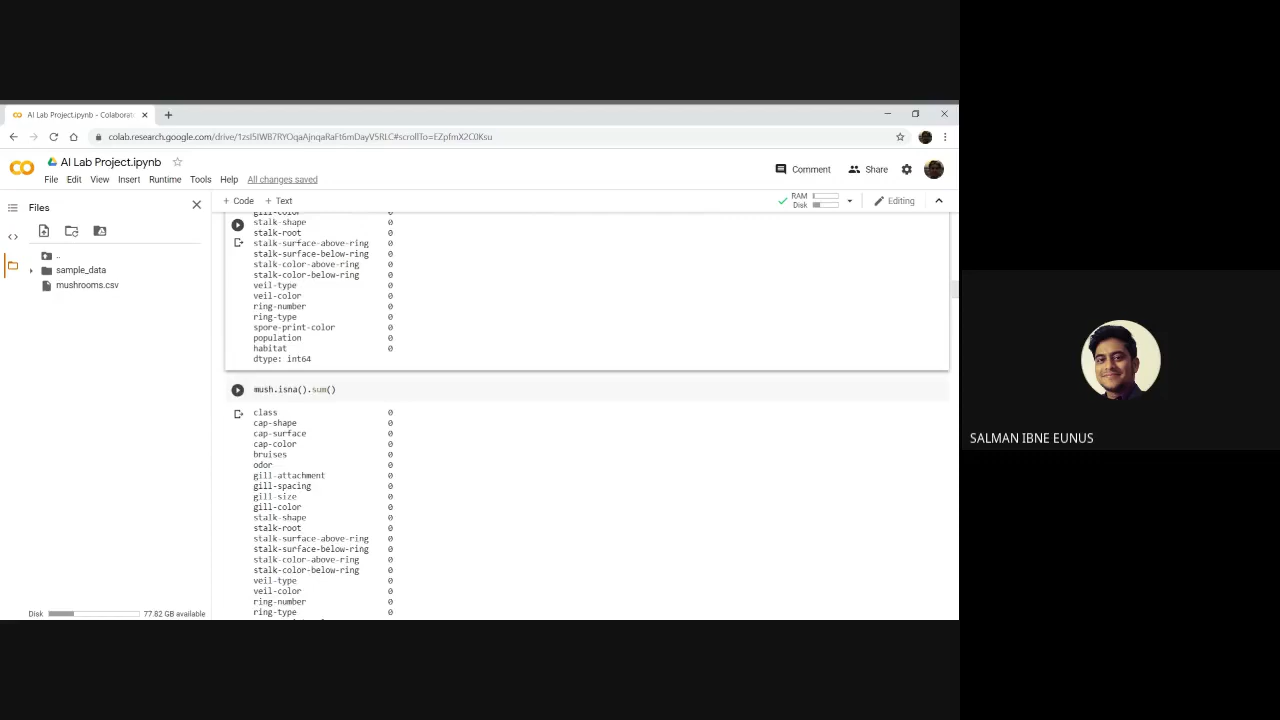 AI Lab Project.ipynb - Colaborato
colab.research.google.com/drive/1zsI5IWB7RYOqaAjnqaRaFt6mDayV5RLC#scrollTo=EZpfmX2C0Ksu
AI Lab Project.ipynb
Comment
Share
File Edit View Insert Runtime Tools Help All changes saved
Files
+ Code + Text
RAM
Disk
Editing
..
sample_data
mushrooms.csv
gill-color 0
stalk-shape 0
stalk-root 0
stalk-surface-above-ring 0
stalk-surface-below-ring 0
stalk-color-above-ring 0
stalk-color-below-ring 0
veil-type 0
veil-color 0
ring-number 0
ring-type 0
spore-print-color 0
population 0
habitat 0
dtype: int64
mush.isna().sum()
class 0
cap-shape 0
cap-surface 0
cap-color 0
bruises 0
odor 0
gill-attachment 0
gill-spacing 0
gill-size 0
gill-color 0
stalk-shape 0
stalk-root 0
stalk-surface-above-ring 0
stalk-surface-below-ring 0
stalk-color-above-ring 0
stalk-color-below-ring 0
veil-type 0
veil-color 0
ring-number 0
ring-type 0
Disk 77.82 GB available
SALMAN IBNE EUNUS